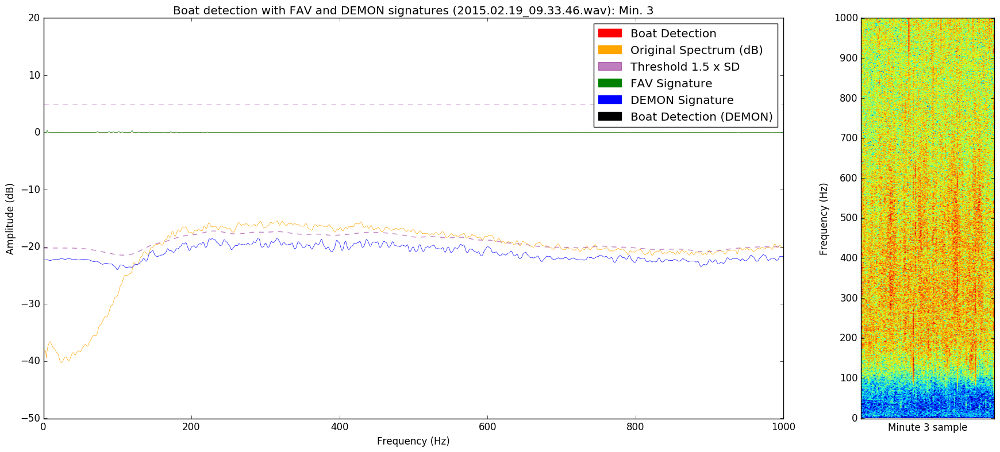 Boat detection with FAV and DEMON signatures (2015.02.19_09.33.46.wav): Min. 3
20
10
0
−10
−20
−30
−40
−50
Amplitude (dB)
Boat Detection
Original Spectrum (dB)
Threshold 1.5 x SD
FAV Signature
DEMON Signature
Boat Detection (DEMON)
0
200
400
600
800
1000
Frequency (Hz)
1000
900
800
700
600
500
400
300
200
100
0
Frequency (Hz)
Minute 3 sample